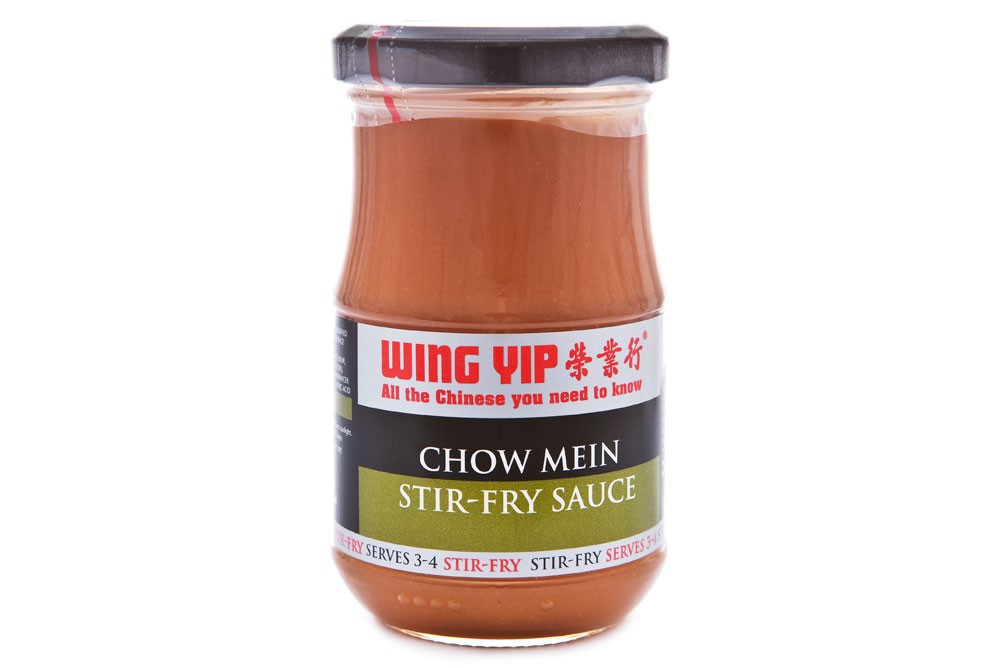 WING YIP 榮業行®
All the Chinese you need to know
CHOW MEIN
STIR-FRY SAUCE
STIR-FRY SERVES 3-4 STIR-FRY STIR-FRY SERVES 3-4